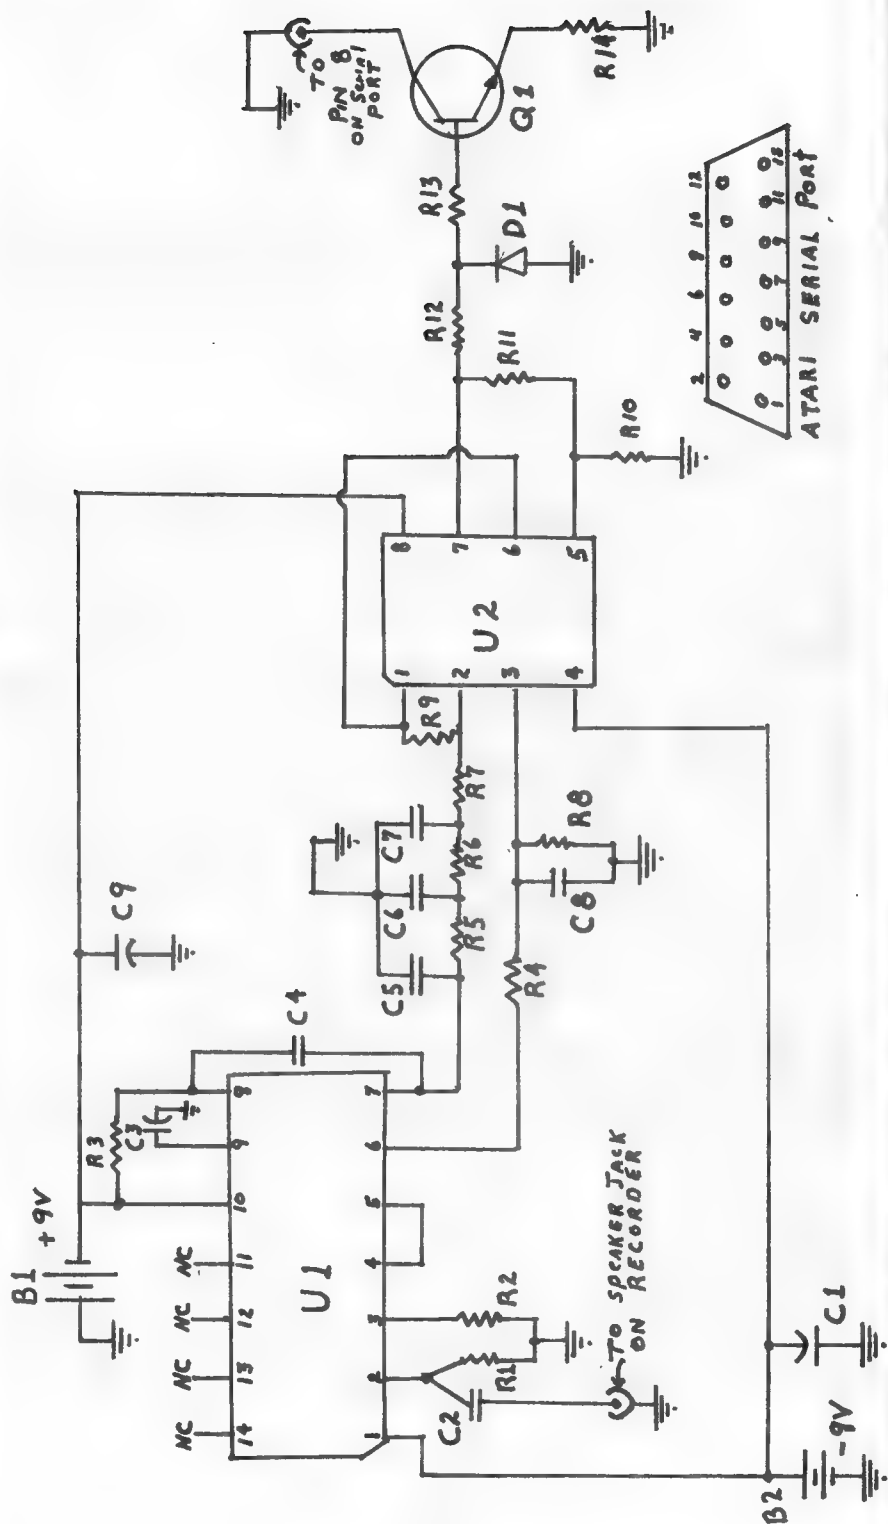 B1
+9V
R3
C3
C4
C9
NC
NC
NC
NC
14
13
12
11
10
9
8
U1
1
2
3
4
5
6
7
C2
R1
R2
TO SPEAKER JACK
ON RECORDER
B2
-9V
C1
C5
C6
C7
R5
R6
R7
R9
R4
C8
R8
1
2
3
4
U2
8
7
6
5
R10
R11
R12
R13
D1
Q1
R14
TO
PIN 8
ON SERIAL
PORT
2 4 6 8 10 12
1 3 5 7 9 11 13
ATARI SERIAL PORT